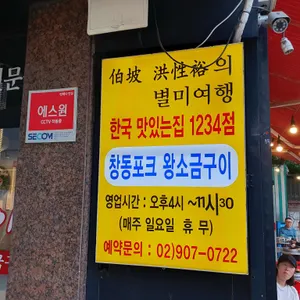 伯坡 洪性裕의
별미여행
한국 맛있는집 1234점
창동포크 왕소금구이
영업시간 : 오후4시 ~11시30
(매주 일요일 휴무)
예약문의 : 02)907-0722
에스원
SECOM
문